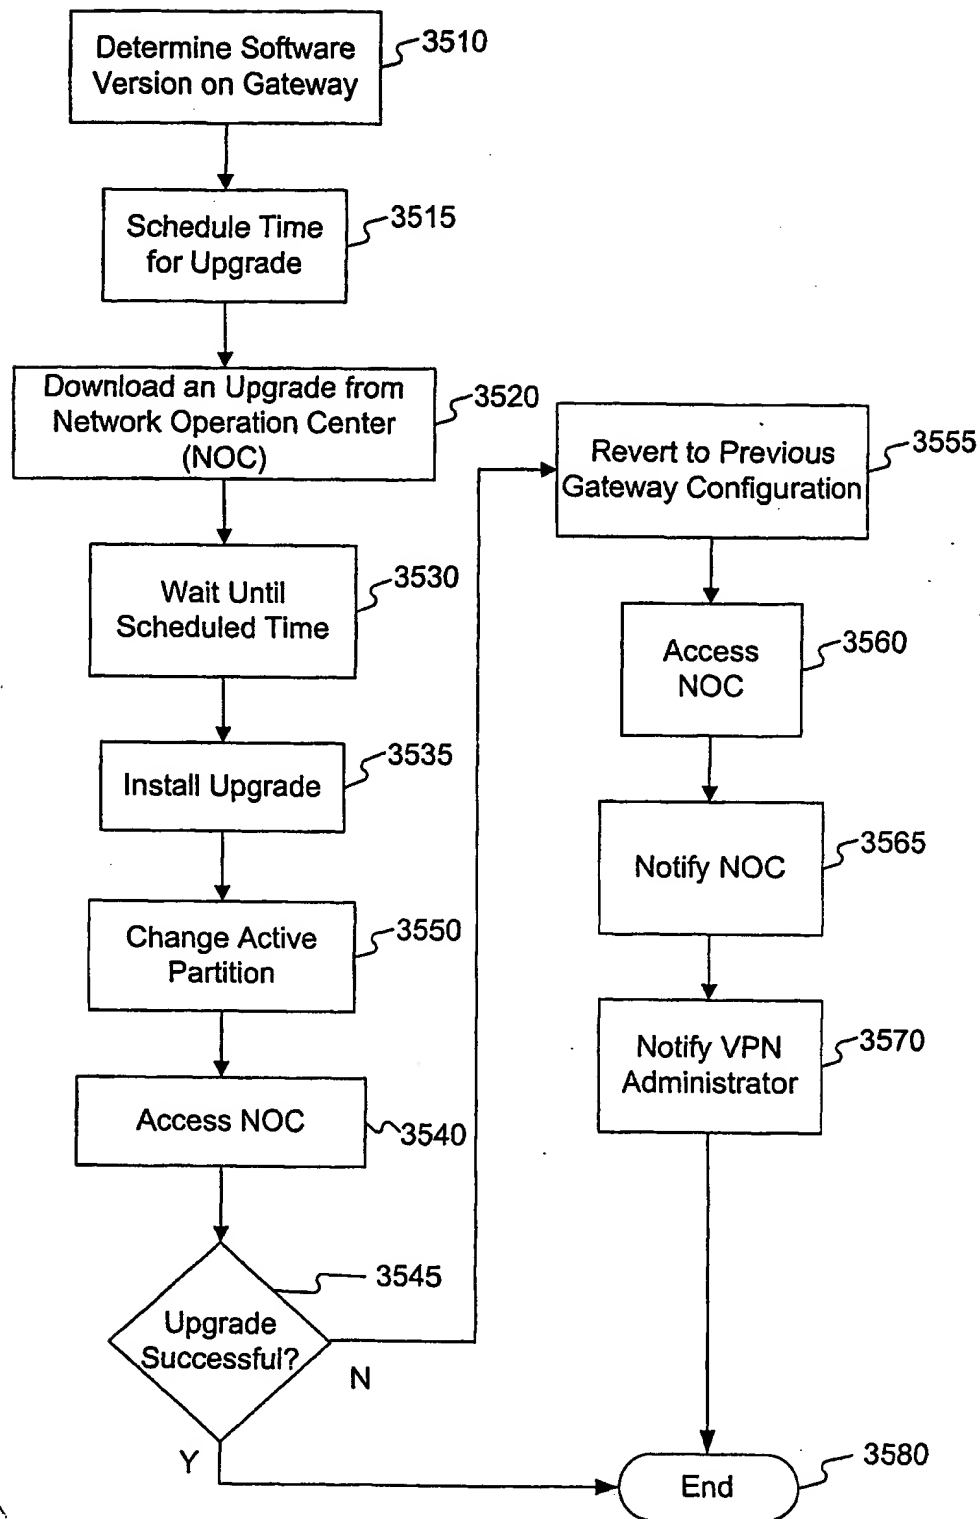 Determine Software
Version on Gateway
3510
Schedule Time
for Upgrade
3515
Download an Upgrade from
Network Operation Center
(NOC)
3520
Wait Until
Scheduled Time
3530
Install Upgrade
3535
Change Active
Partition
3550
Access NOC
3540
Upgrade
Successful?
3545
N
Y
Revert to Previous
Gateway Configuration
3555
Access
NOC
3560
Notify NOC
3565
Notify VPN
Administrator
3570
End
3580